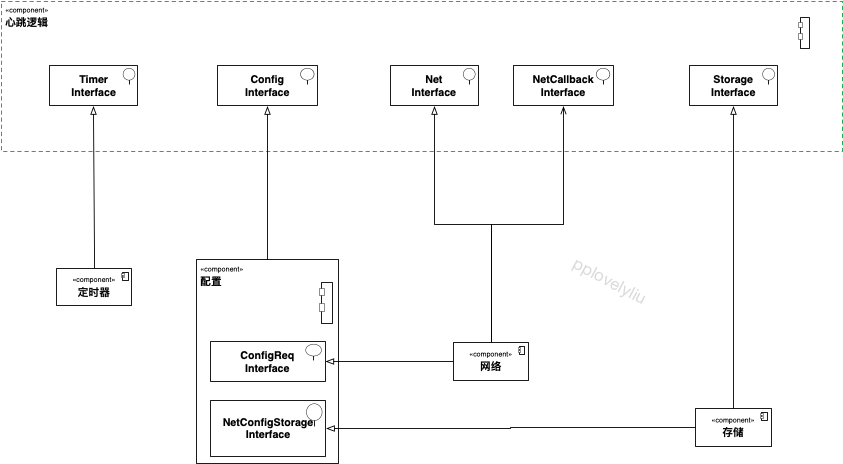 «component»
心跳逻辑
Timer
Interface
Config
Interface
Net
Interface
NetCallback
Interface
Storage
Interface
«component»
定时器
«component»
配置
ConfigReq
Interface
NetConfigStorage
Interface
«component»
网络
«component»
存储
pplovelyliu